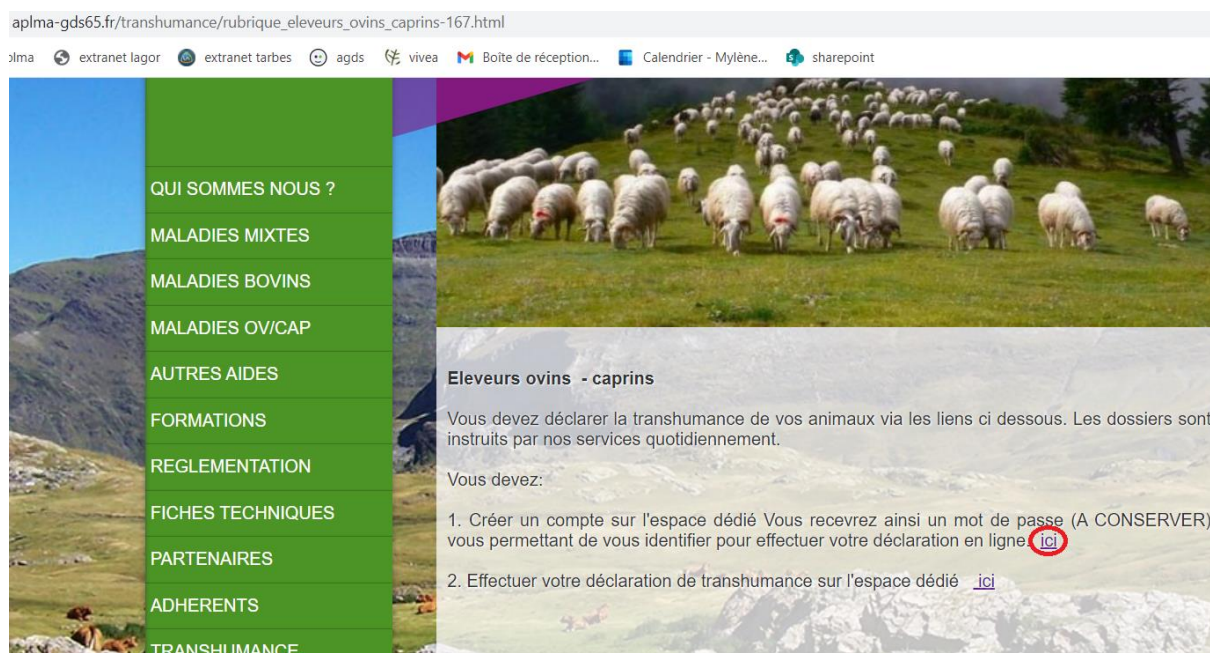 aplma-gds65.fr/transhumance/rubrique_eleveurs_ovins_caprins-167.html
extranet lagor extranet tarbes agds vivea Boîte de réception... Calendrier - Mylène... sharepoint
QUI SOMMES NOUS ?
MALADIES MIXTES
MALADIES BOVINS
MALADIES OV/CAP
AUTRES AIDES
FORMATIONS
REGLEMENTATION
FICHES TECHNIQUES
PARTENAIRES
ADHERENTS
TRANSHUMANCE
Eleveurs ovins - caprins
Vous devez déclarer la transhumance de vos animaux via les liens ci dessous. Les dossiers sont
instruits par nos services quotidiennement.
Vous devez:
1. Créer un compte sur l'espace dédié Vous recevrez ainsi un mot de passe (A CONSERVER)
vous permettant de vous identifier pour effectuer votre déclaration en ligne. ici
2. Effectuer votre déclaration de transhumance sur l'espace dédié ici